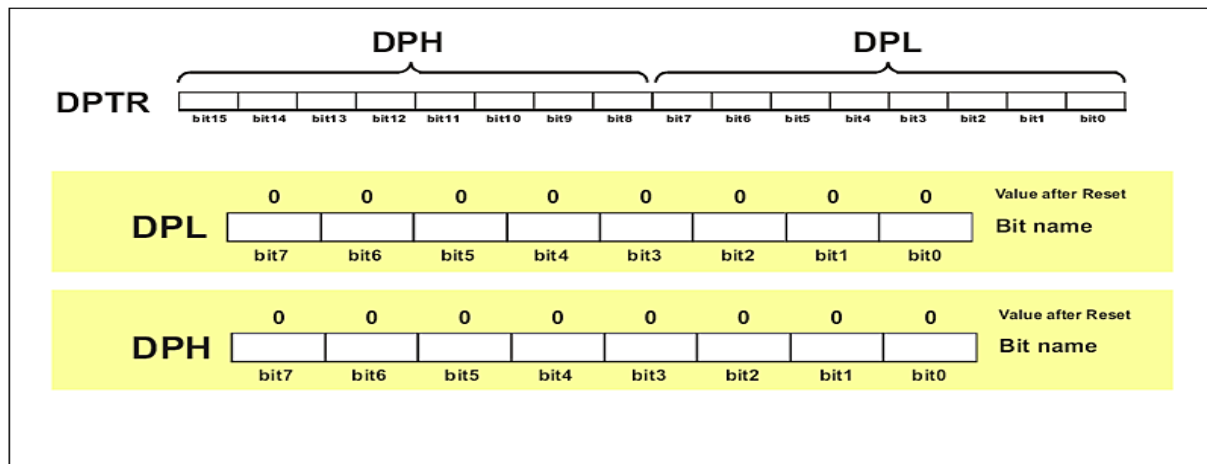 DPH DPL
DPTR
bit15 bit14 bit13 bit12 bit11 bit10 bit9 bit8 bit7 bit6 bit5 bit4 bit3 bit2 bit1 bit0
0 0 0 0 0 0 0 0 Value after Reset
DPL Bit name
bit7 bit6 bit5 bit4 bit3 bit2 bit1 bit0
0 0 0 0 0 0 0 0 Value after Reset
DPH Bit name
bit7 bit6 bit5 bit4 bit3 bit2 bit1 bit0